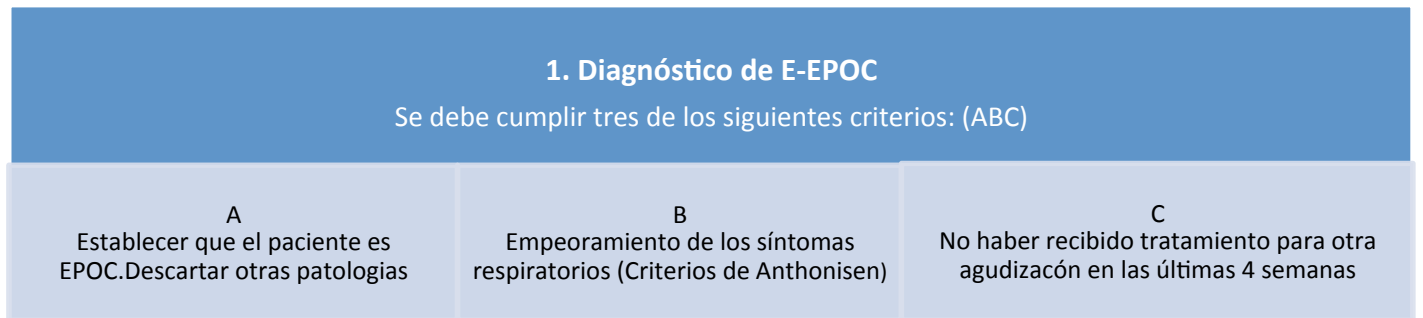 1. Diagnóstico de E-EPOC
Se debe cumplir tres de los siguientes criterios: (ABC)
A
Establecer que el paciente es
EPOC.Descartar otras patologias
B
Empeoramiento de los síntomas
respiratorios (Criterios de Anthonisen)
C
No haber recibido tratamiento para otra
agudizacón en las últimas 4 semanas